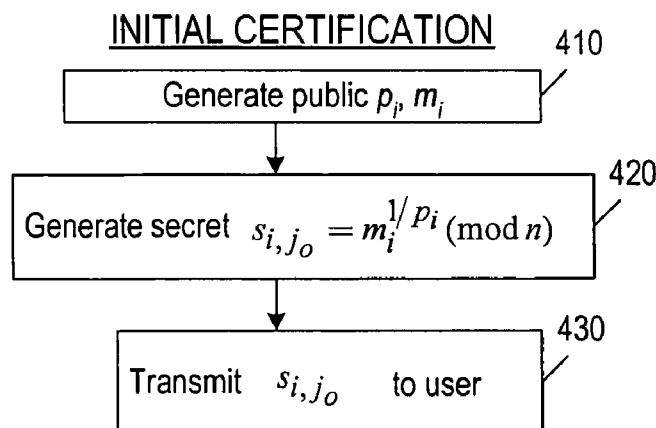 INITIAL CERTIFICATION
410
Generate public p_i, m_i
420
Generate secret s_{i,j_o} = m_i^{1/p_i} (mod n)
430
Transmit s_{i,j_o} to user